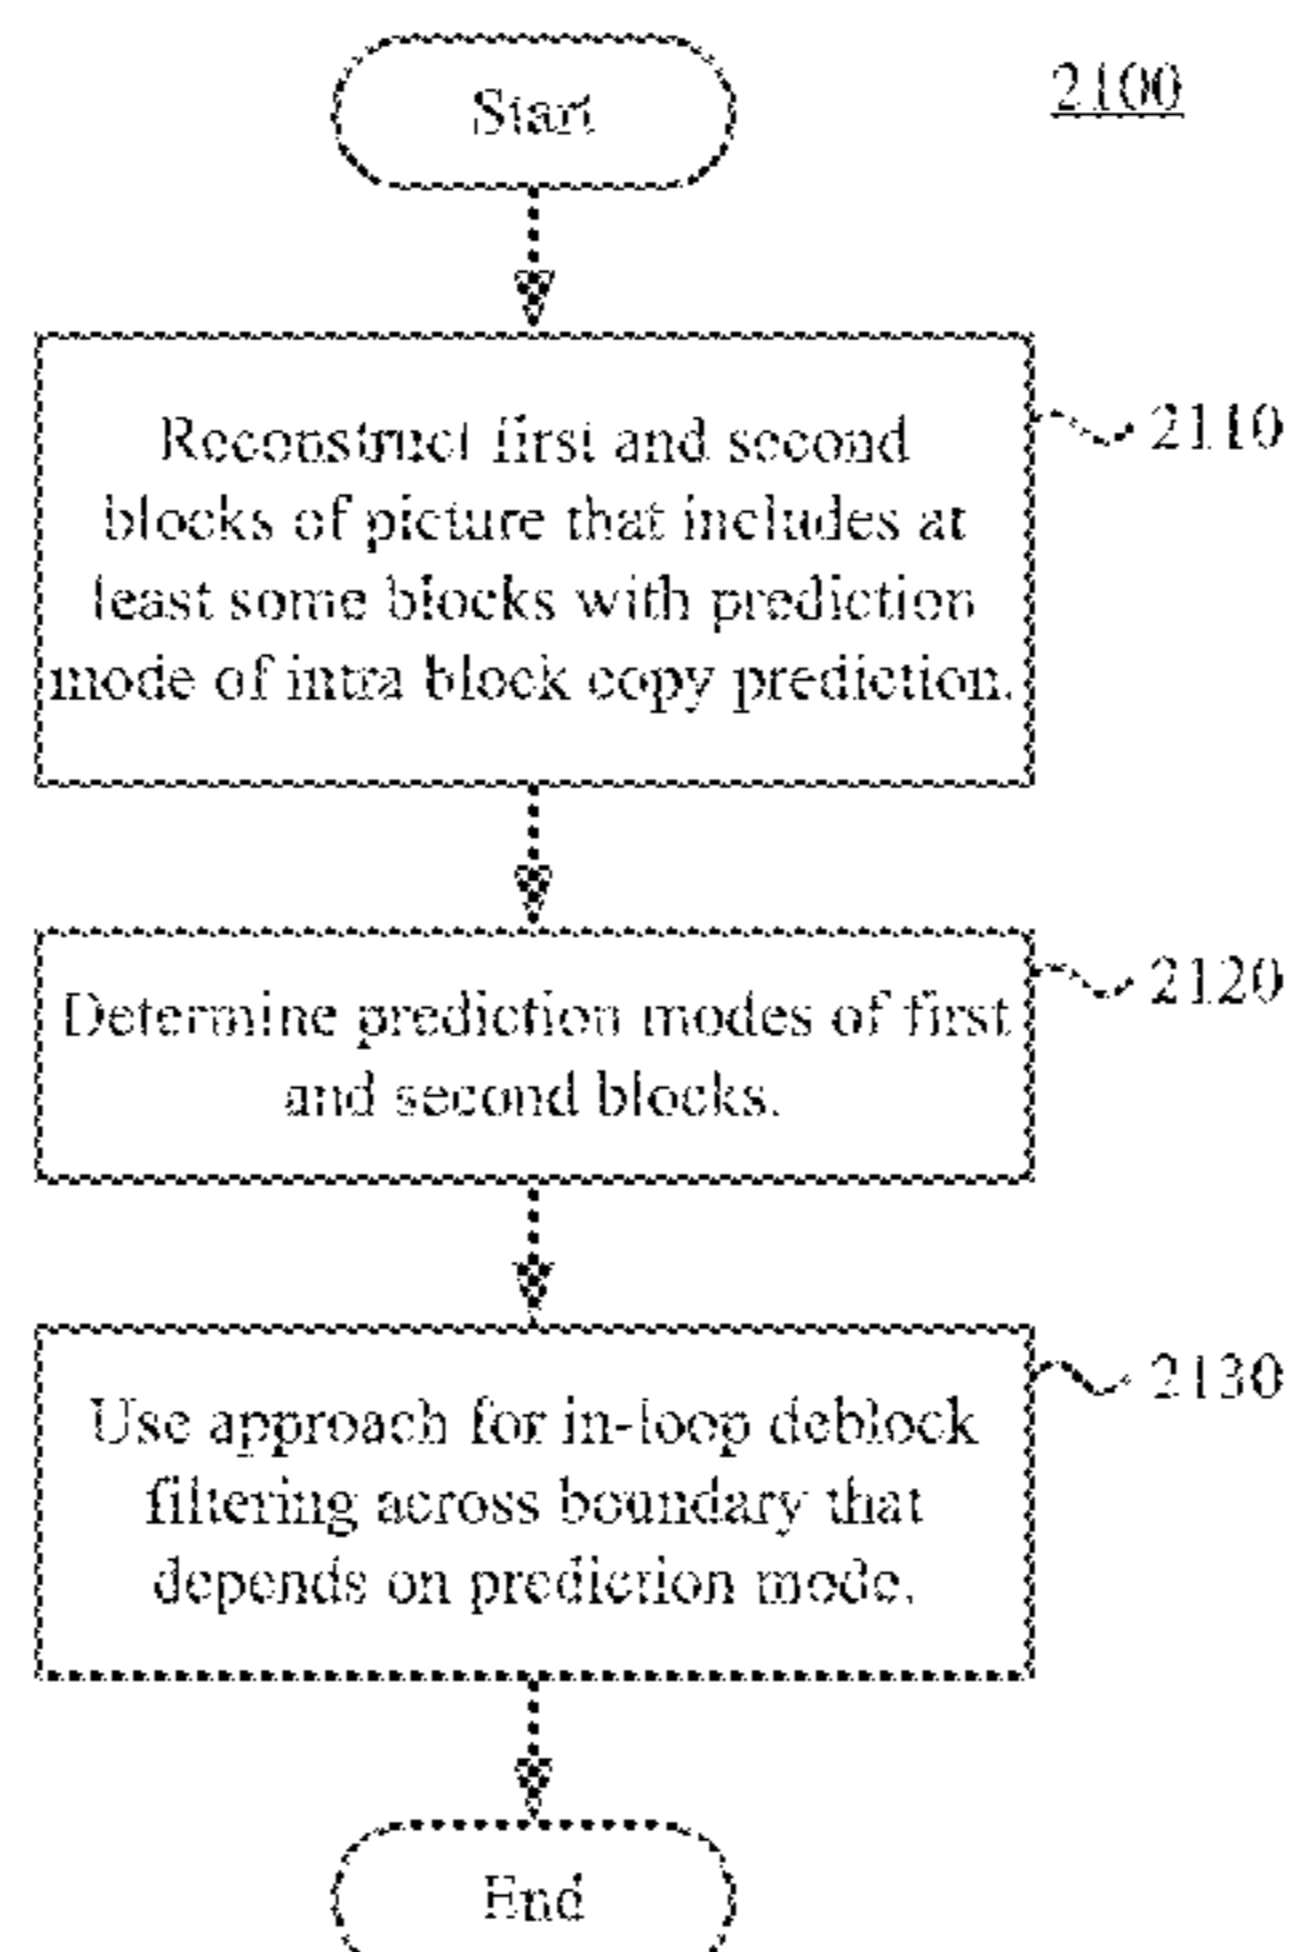 Start
2100
Reconstruct first and second
blocks of picture that includes at
least some blocks with prediction
mode of intra block copy prediction.
2110
Determine prediction modes of first
and second blocks.
2120
Use approach for in-loop deblock
filtering across boundary that
depends on prediction mode.
2130
End